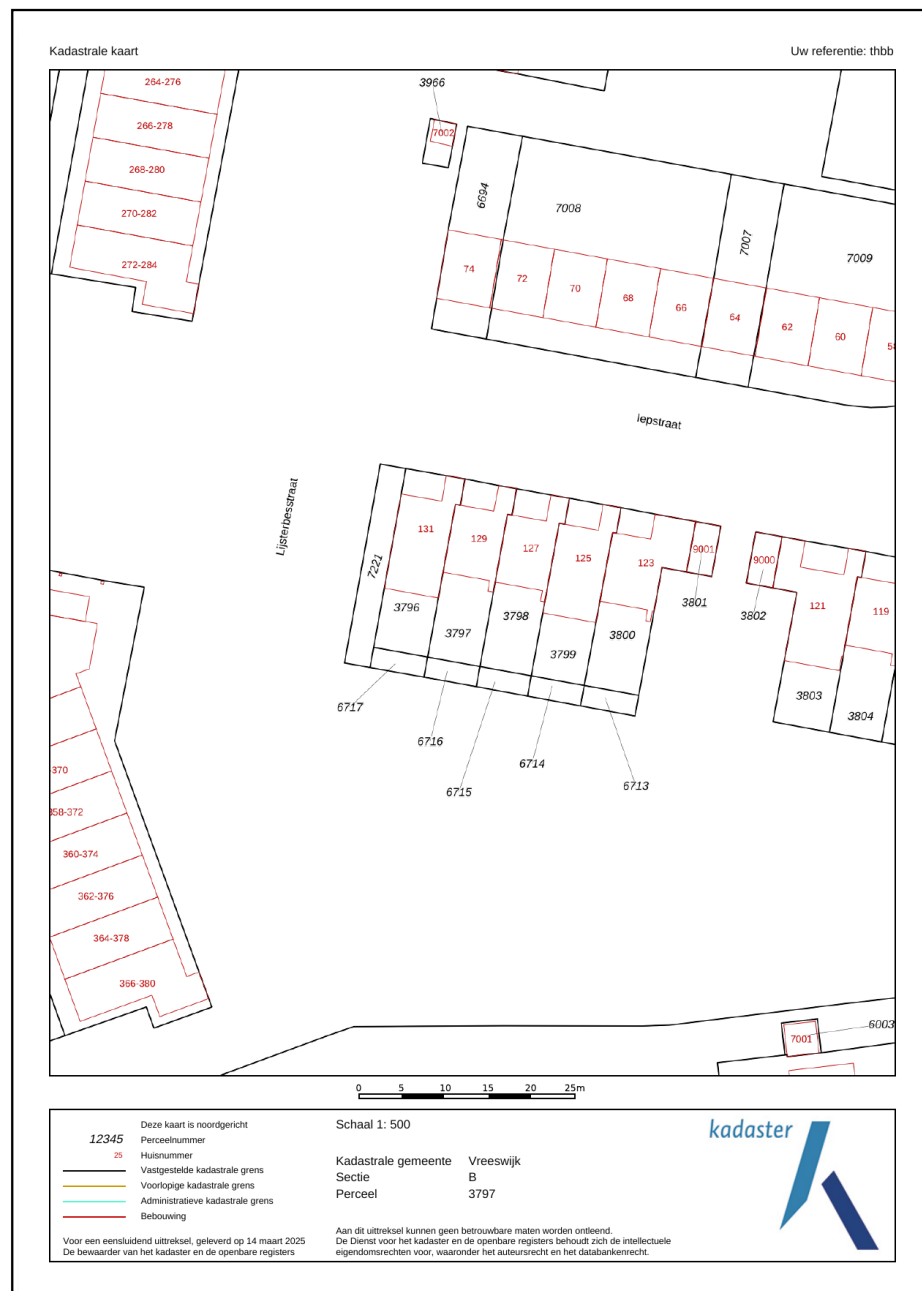 Kadastrale kaart
Uw referentie: thbb
264-276
3966
266-278
7002
268-280
6694
7008
270-282
7007
7009
272-284
74
72
70
68
66
64
62
60
Iepstraat
Lijsterbesstraat
131
129
127
125
123
9001
9000
7221
3801
3802
121
119
3796
3797
3798
3799
3800
3803
3804
6717
6716
6715
6714
6713
370
358-372
360-374
362-376
364-378
366-380
6003
7001
0 5 10 15 20 25m
Deze kaart is noordgericht
12345 Perceelnummer
25 Huisnummer
Vastgestelde kadastrale grens
Voorlopige kadastrale grens
Administratieve kadastrale grens
Bebouwing
Voor een eensluidend uittreksel, geleverd op 14 maart 2025
De bewaarder van het kadaster en de openbare registers
Schaal 1: 500
Kadastrale gemeente Vreeswijk
Sectie B
Perceel 3797
Aan dit uittreksel kunnen geen betrouwbare maten worden ontleend.
De Dienst voor het kadaster en de openbare registers behoudt zich de intellectuele
eigendomsrechten voor, waaronder het auteursrecht en het databankenrecht.
kadaster